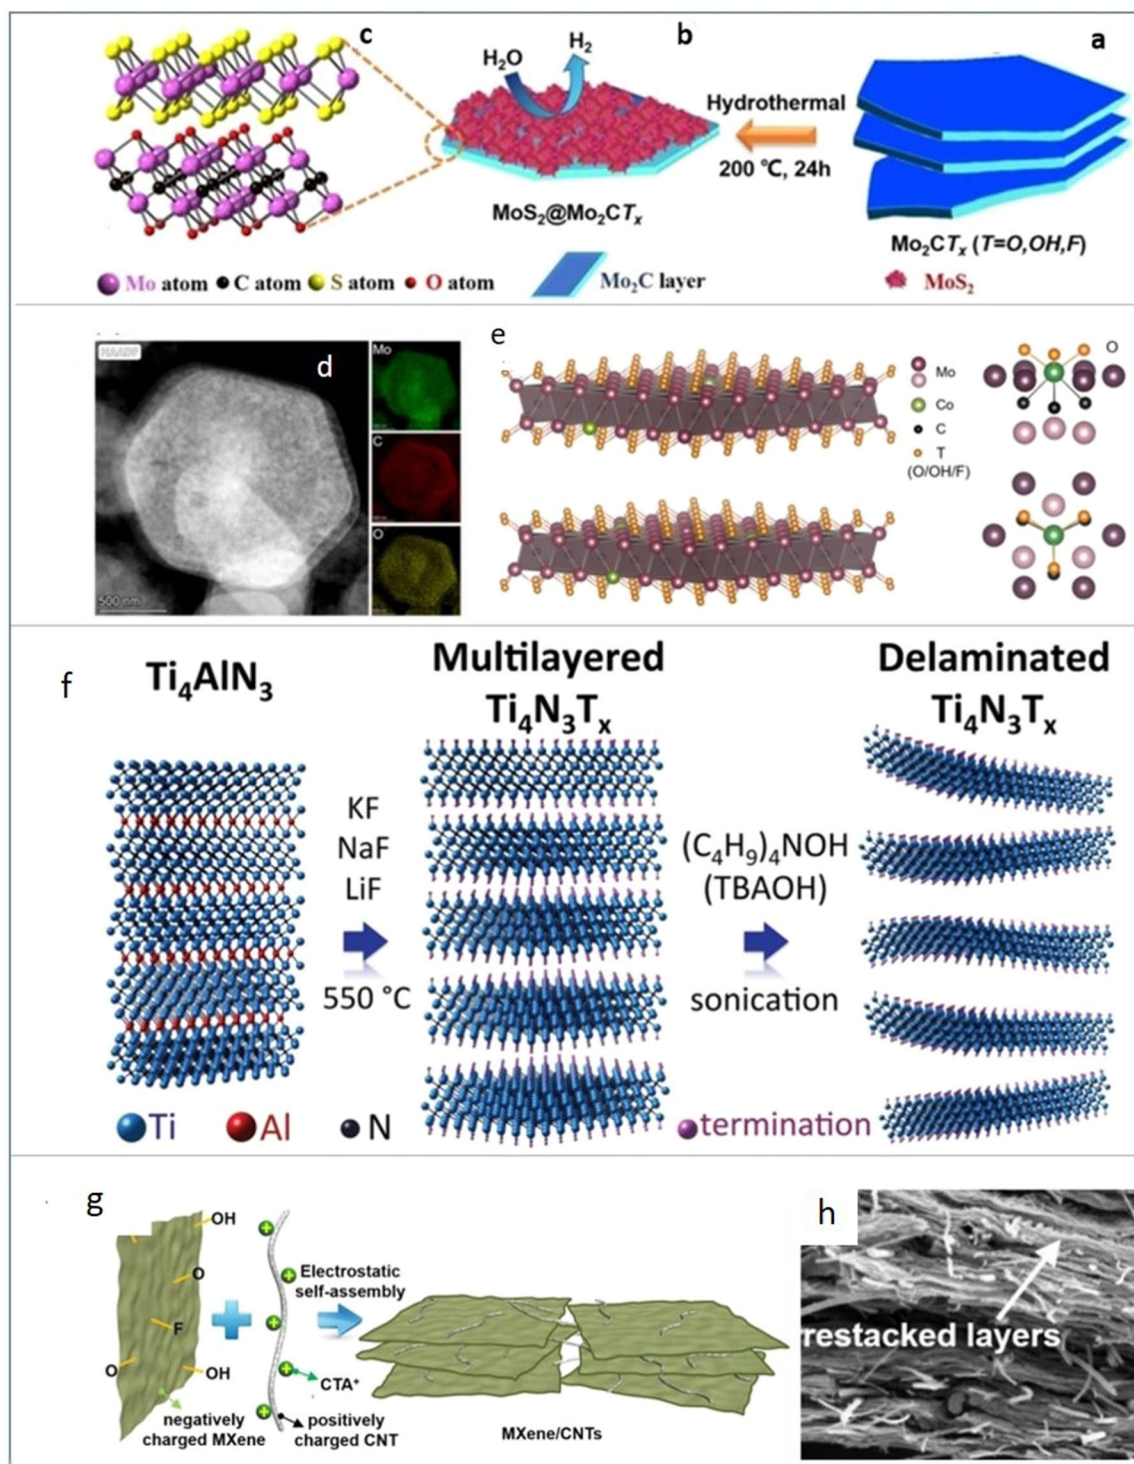 c
b
a
H₂O
H₂
Hydrothermal
200 ℃, 24h
MoS₂@Mo₂CTₓ
Mo₂CTₓ (T=O,OH,F)
Mo atom
C atom
S atom
O atom
Mo₂C layer
MoS₂
HAADF
d
Mo
C
O
500 nm
e
Mo
Co
C
T
(O/OH/F)
O
f
Ti₄AlN₃
Multilayered
Ti₄N₃Tₓ
Delaminated
Ti₄N₃Tₓ
KF
NaF
LiF
550 °C
(C₄H₉)₄NOH
(TBAOH)
sonication
Ti
Al
N
termination
g
OH
O
F
O
OH
negatively
charged MXene
Electrostatic
self-assembly
CTA⁺
positively
charged CNT
MXene/CNTs
h
restacked layers